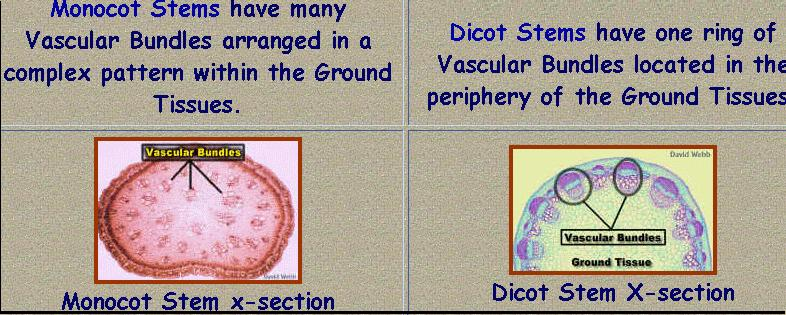 Monocot Stems have many
Vascular Bundles arranged in a
complex pattern within the Ground
Tissues.
Dicot Stems have one ring of
Vascular Bundles located in the
periphery of the Ground Tissues
Vascular Bundles
David Webb
Monocot Stem x-section
David Webb
Vascular Bundles
Ground Tissue
Dicot Stem X-section